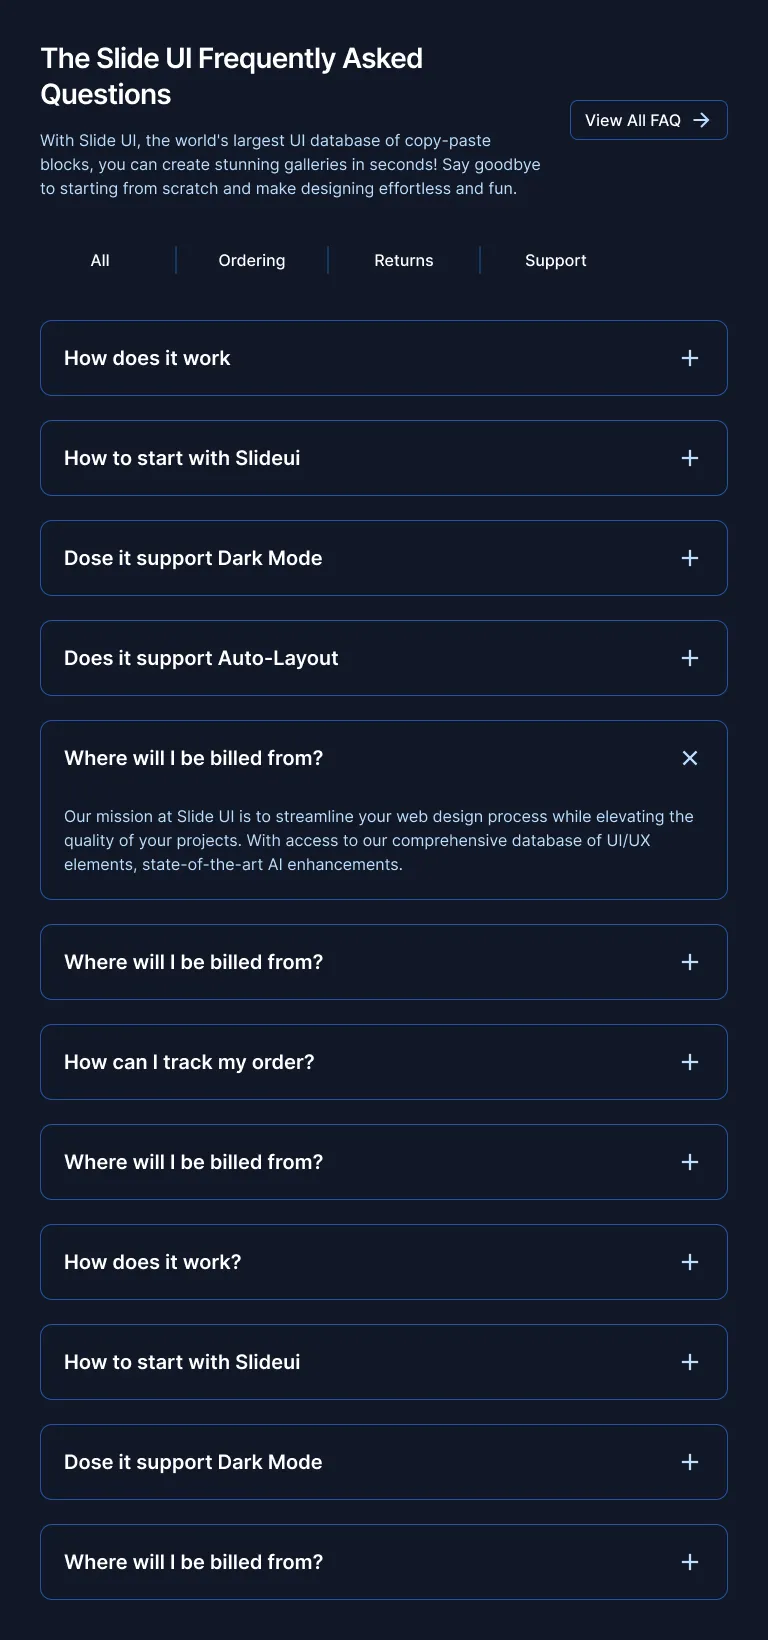 The Slide UI Frequently Asked
Questions
With Slide UI, the world's largest UI database of copy-paste
blocks, you can create stunning galleries in seconds! Say goodbye
to starting from scratch and make designing effortless and fun.
View All FAQ
All
Ordering
Returns
Support
How does it work
How to start with Slideui
Dose it support Dark Mode
Does it support Auto-Layout
Where will I be billed from?
Our mission at Slide UI is to streamline your web design process while elevating the
quality of your projects. With access to our comprehensive database of UI/UX
elements, state-of-the-art AI enhancements.
Where will I be billed from?
How can I track my order?
Where will I be billed from?
How does it work?
How to start with Slideui
Dose it support Dark Mode
Where will I be billed from?